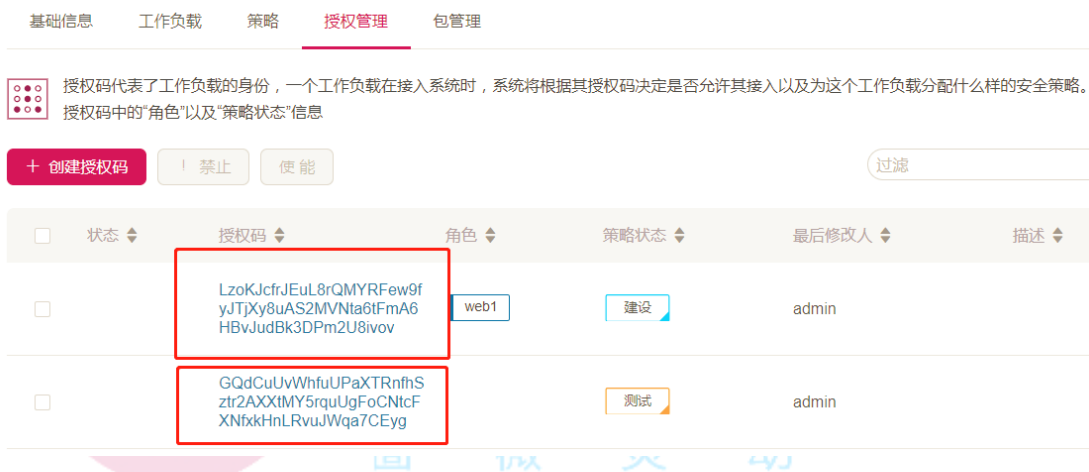 基础信息 工作负载 策略 授权管理 包管理
授权码代表了工作负载的身份，一个工作负载在接入系统时，系统将根据其授权码决定是否允许其接入以及为这个工作负载分配什么样的安全策略。
授权码中的“角色”以及“策略状态”信息
+ 创建授权码 ! 禁止 使能 过滤
状态 授权码 角色 策略状态 最后修改人 描述
LzoKJcfrJEuL8rQMYRFew9f
yJTjXy8uAS2MVNta6tFmA6
HBvJudBk3DPm2U8ivov
web1 建设 admin
GQdCuUvWhfuUPaXTRnfhS
ztr2AXXtMY5rquUgFoCNtcF
XNfxkHnLRvuJWqa7CEyg
测试 admin